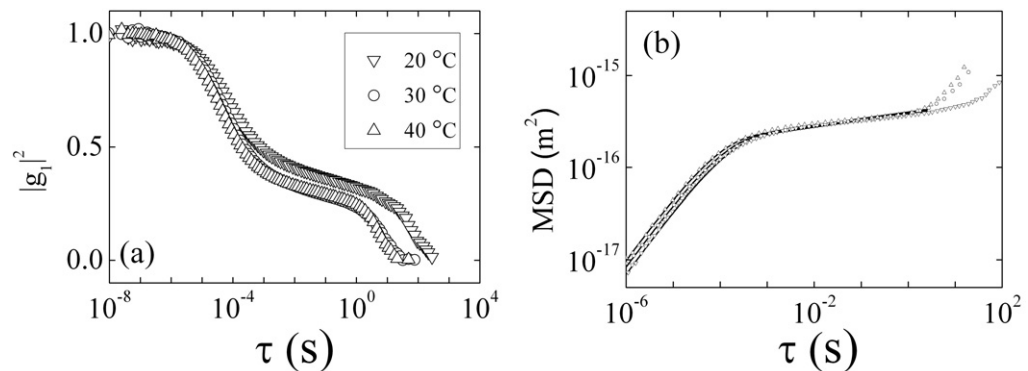 1.0
0.5
0.0
|g₁|²
(a)
▽ 20 °C
○ 30 °C
△ 40 °C
10⁻⁸ 10⁻⁴ 10⁰ 10⁴
τ (s)
(b)
10⁻¹⁵
10⁻¹⁶
10⁻¹⁷
MSD (m²)
10⁻⁶ 10⁻² 10²
τ (s)